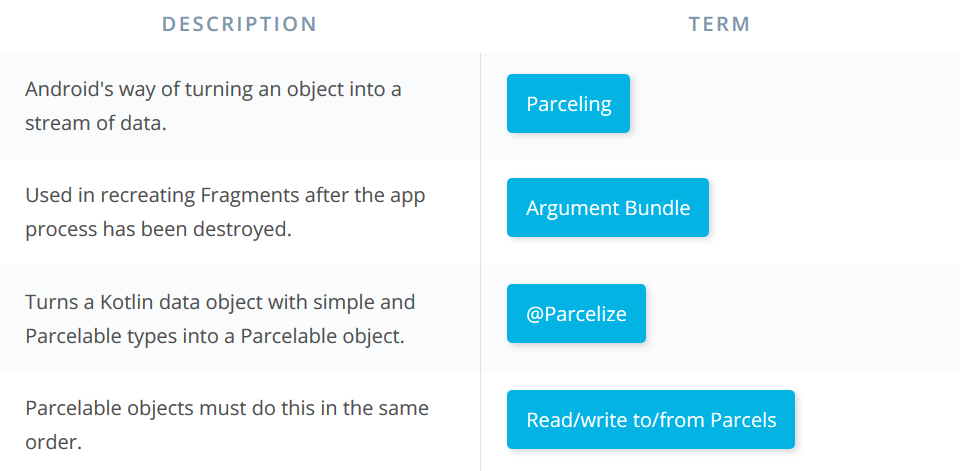 DESCRIPTION
TERM
Android's way of turning an object into a
stream of data.
Parceling
Used in recreating Fragments after the app
process has been destroyed.
Argument Bundle
Turns a Kotlin data object with simple and
Parcelable types into a Parcelable object.
@Parcelize
Parcelable objects must do this in the same
order.
Read/write to/from Parcels